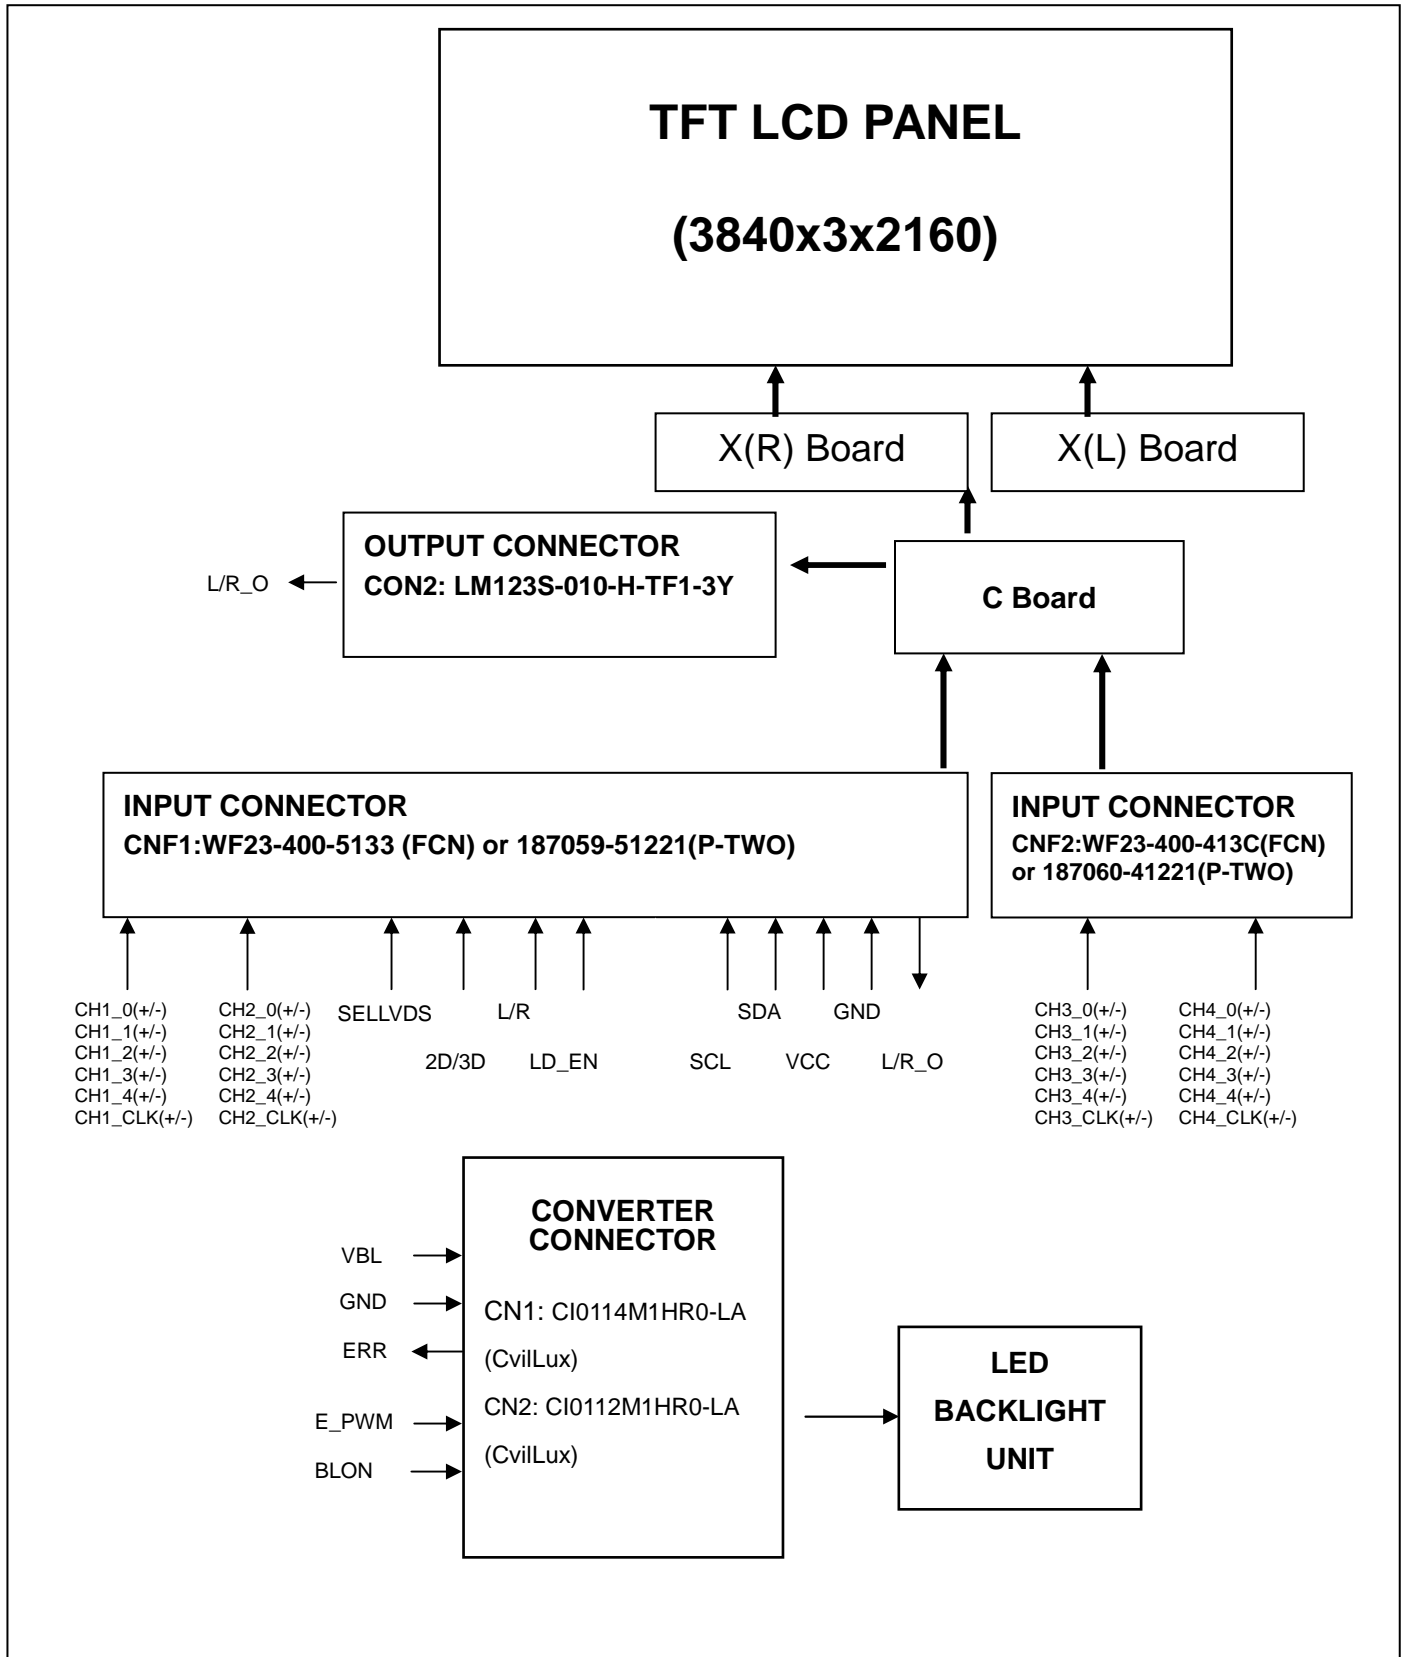 TFT LCD PANEL
(3840x3x2160)
X(R) Board
X(L) Board
OUTPUT CONNECTOR
CON2: LM123S-010-H-TF1-3Y
L/R_O
C Board
INPUT CONNECTOR
CNF1:WF23-400-5133 (FCN) or 187059-51221(P-TWO)
INPUT CONNECTOR
CNF2:WF23-400-413C(FCN)
or 187060-41221(P-TWO)
CH1_0(+/-)
CH1_1(+/-)
CH1_2(+/-)
CH1_3(+/-)
CH1_4(+/-)
CH1_CLK(+/-)
CH2_0(+/-)
CH2_1(+/-)
CH2_2(+/-)
CH2_3(+/-)
CH2_4(+/-)
CH2_CLK(+/-)
SELLVDS
2D/3D
L/R
LD_EN
SCL
SDA
VCC
GND
L/R_O
CH3_0(+/-)
CH3_1(+/-)
CH3_2(+/-)
CH3_3(+/-)
CH3_4(+/-)
CH3_CLK(+/-)
CH4_0(+/-)
CH4_1(+/-)
CH4_2(+/-)
CH4_3(+/-)
CH4_4(+/-)
CH4_CLK(+/-)
CONVERTER
CONNECTOR
CN1: CI0114M1HR0-LA
(CvilLux)
CN2: CI0112M1HR0-LA
(CvilLux)
VBL
GND
ERR
E_PWM
BLON
LED
BACKLIGHT
UNIT